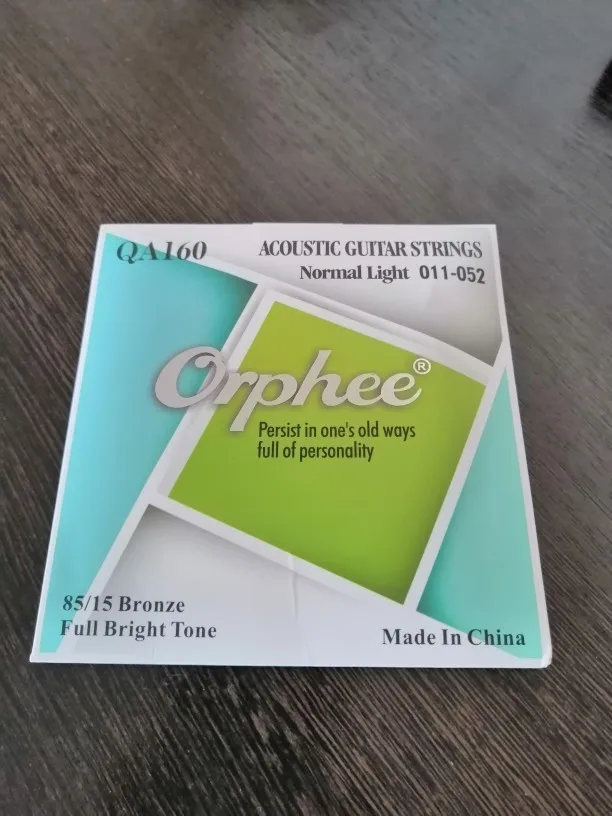 QA160
ACOUSTIC GUITAR STRINGS
Normal Light 011-052
Orphee®
Persist in one's old ways
full of personality
85/15 Bronze
Full Bright Tone
Made In China